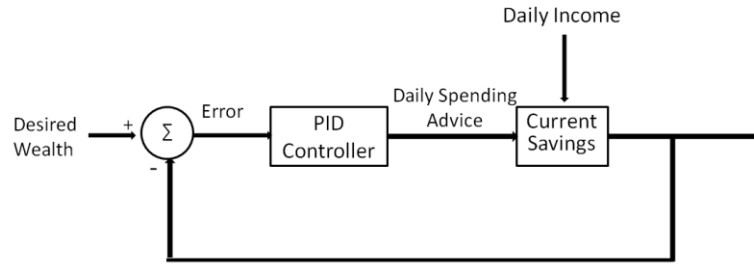 Daily Income
Desired
Wealth
+
-
Σ
Error
PID
Controller
Daily Spending
Advice
Current
Savings